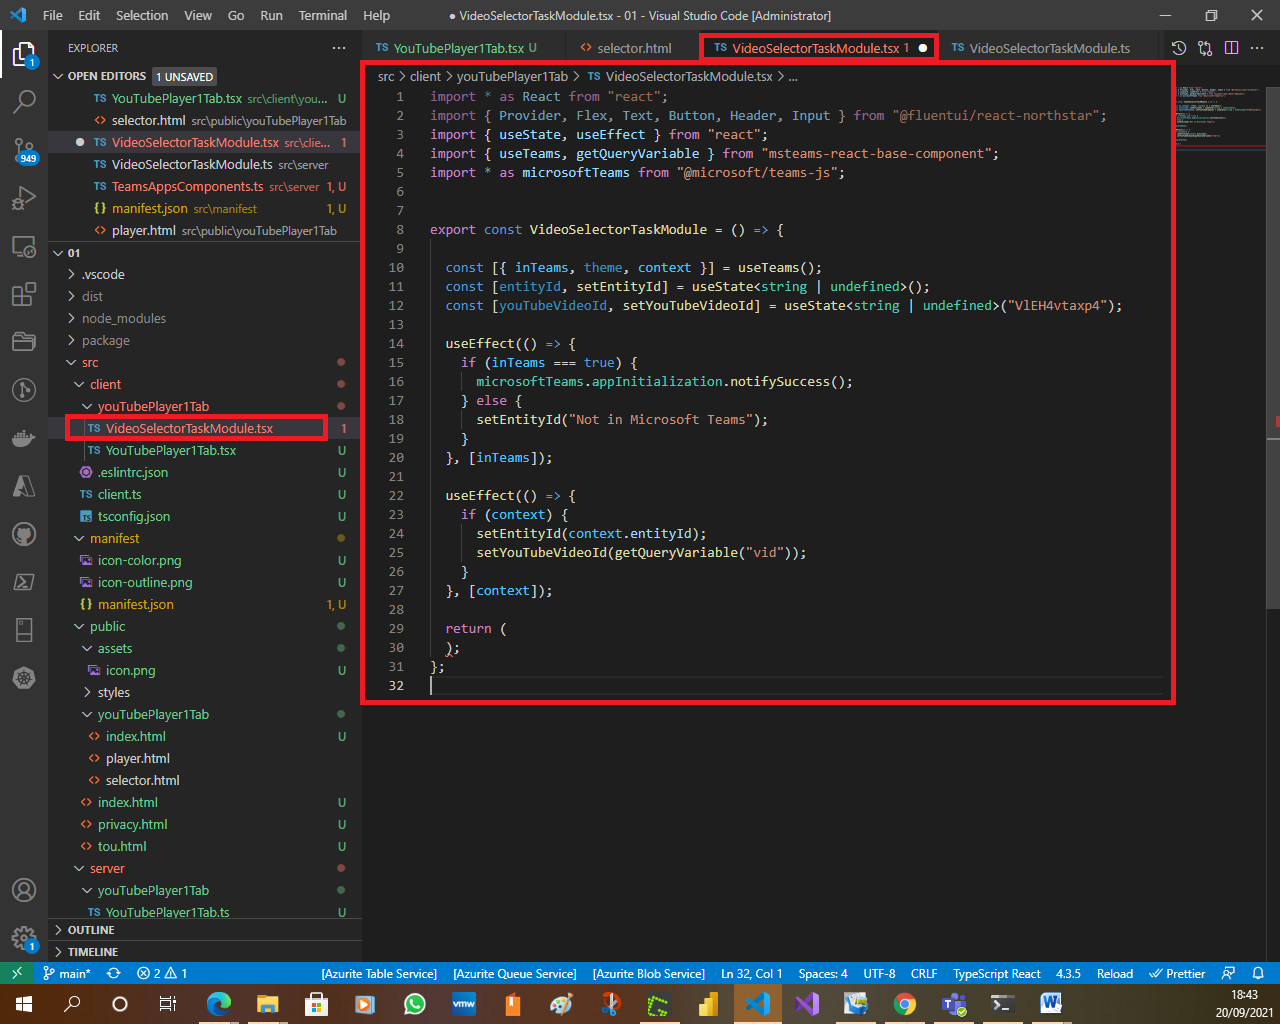 File Edit Selection View Go Run Terminal Help ● VideoSelectorTaskModule.tsx - 01 - Visual Studio Code [Administrator]
EXPLORER ...
TS YouTubePlayer1Tab.tsx U <> selector.html TS VideoSelectorTaskModule.tsx 1 ● TS VideoSelectorTaskModule.ts
OPEN EDITORS 1 UNSAVED
TS YouTubePlayer1Tab.tsx src\client\you... U
<> selector.html src\public\youTubePlayer1Tab
● TS VideoSelectorTaskModule.tsx src\clie... 1
TS VideoSelectorTaskModule.ts src\server
TS TeamsAppsComponents.ts src\server 1, U
{} manifest.json src\manifest 1, U
<> player.html src\public\youTubePlayer1Tab
01
> .vscode
> dist
> node_modules
> package
src
client
youTubePlayer1Tab
TS VideoSelectorTaskModule.tsx 1
TS YouTubePlayer1Tab.tsx U
.eslintrc.json U
TS client.ts U
TS tsconfig.json U
manifest
icon-color.png U
icon-outline.png U
{} manifest.json 1, U
public
assets
icon.png U
> styles
youTubePlayer1Tab
<> index.html U
<> player.html
<> selector.html
<> index.html U
<> privacy.html U
<> tou.html U
server
youTubePlayer1Tab
TS YouTubePlayer1Tab.ts U
> OUTLINE
> TIMELINE
1
949
1
src > client > youTubePlayer1Tab > TS VideoSelectorTaskModule.tsx > ...
1 import * as React from "react";
2 import { Provider, Flex, Text, Button, Header, Input } from "@fluentui/react-northstar";
3 import { useState, useEffect } from "react";
4 import { useTeams, getQueryVariable } from "msteams-react-base-component";
5 import * as microsoftTeams from "@microsoft/teams-js";
6
7
8 export const VideoSelectorTaskModule = () => {
9
10 const [{ inTeams, theme, context }] = useTeams();
11 const [entityId, setEntityId] = useState<string | undefined>();
12 const [youTubeVideoId, setYouTubeVideoId] = useState<string | undefined>("VlEH4vtaxp4");
13
14 useEffect(() => {
15 if (inTeams === true) {
16 microsoftTeams.appInitialization.notifySuccess();
17 } else {
18 setEntityId("Not in Microsoft Teams");
19 }
20 }, [inTeams]);
21
22 useEffect(() => {
23 if (context) {
24 setEntityId(context.entityId);
25 setYouTubeVideoId(getQueryVariable("vid"));
26 }
27 }, [context]);
28
29 return (
30 );
31 };
32
main* 2 1 [Azurite Table Service] [Azurite Queue Service] [Azurite Blob Service] Ln 32, Col 1 Spaces: 4 UTF-8 CRLF TypeScript React 4.3.5 Reload Prettier
vmw
18:43
20/09/2021